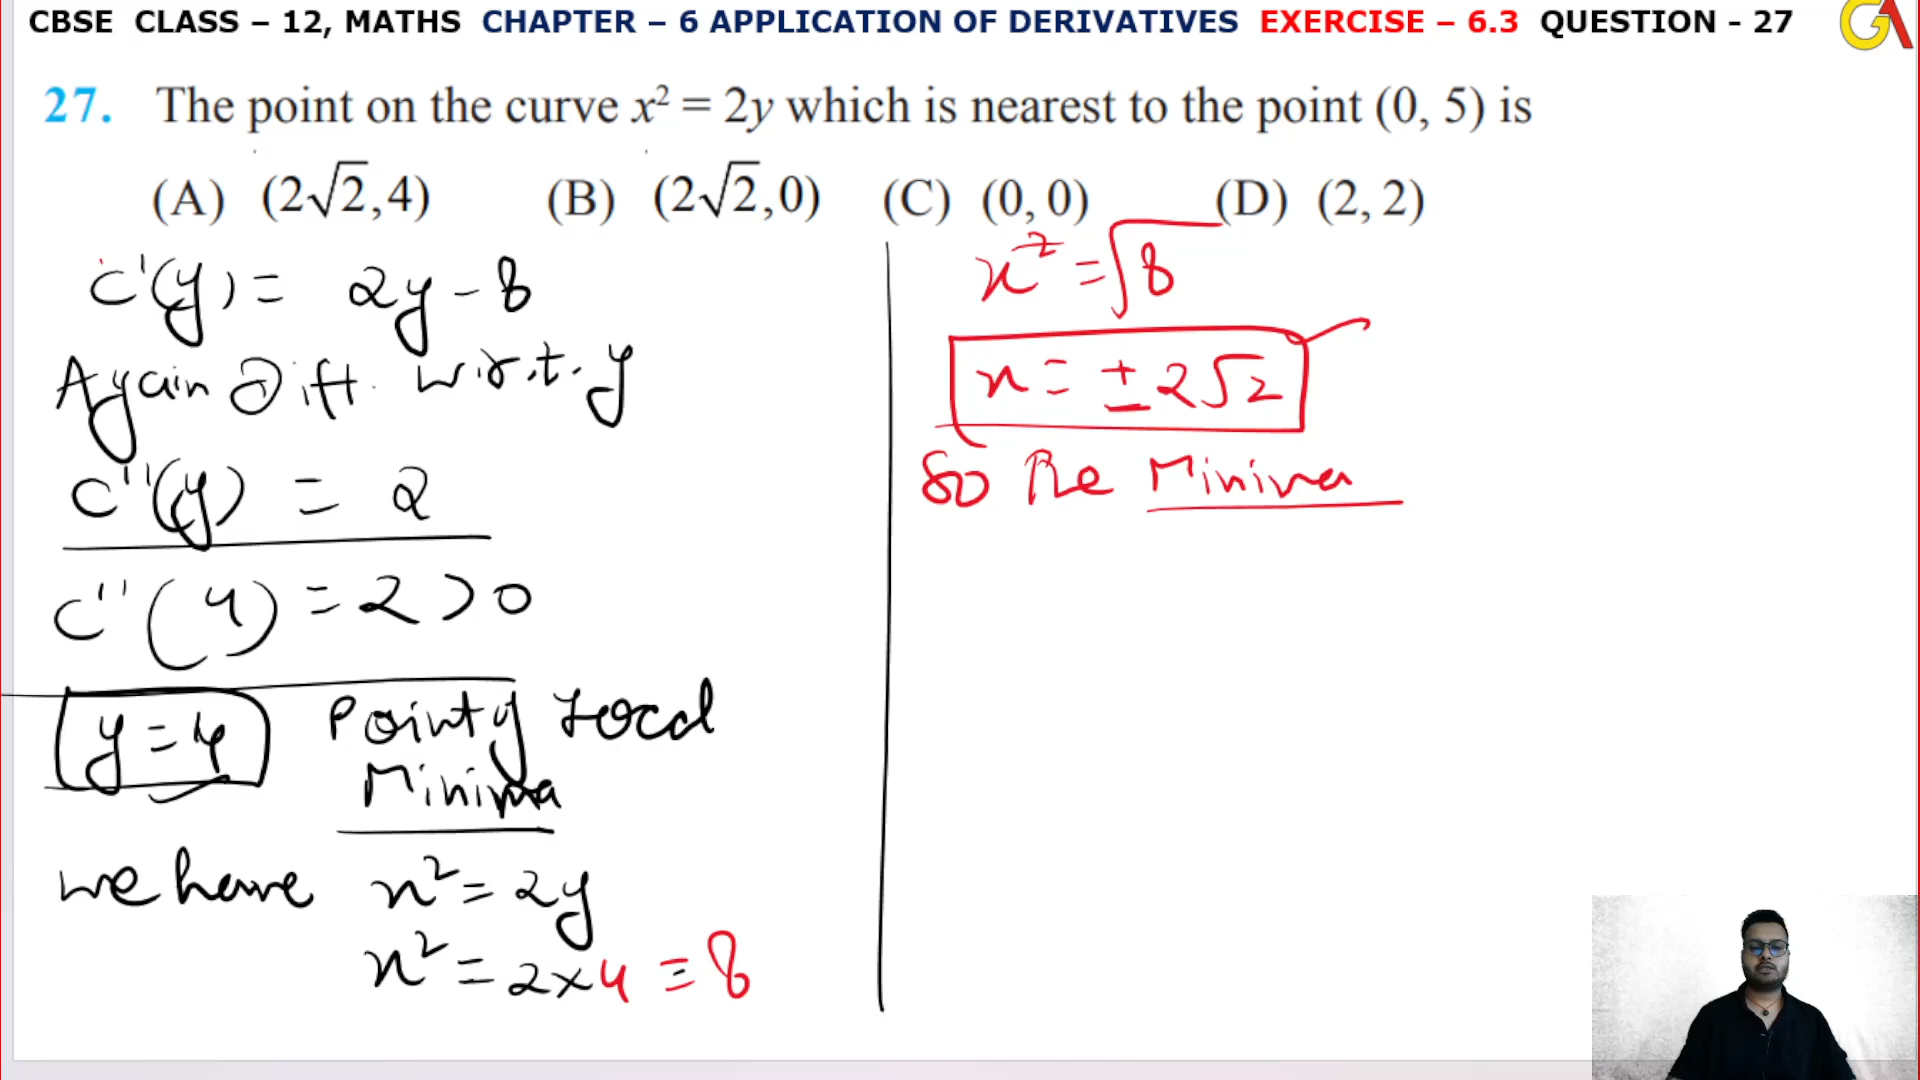 CBSE CLASS – 12, MATHS CHAPTER – 6 APPLICATION OF DERIVATIVES EXERCISE – 6.3 QUESTION - 27
GA
27. The point on the curve x² = 2y which is nearest to the point (0, 5) is
(A) (2√2,4) (B) (2√2,0) (C) (0, 0) (D) (2, 2)
c'(y) = 2y - 8
Again Diff. w.r.t. y
c''(y) = 2
c''(4) = 2 > 0
y = 4 Point of Local
Minima
we have x² = 2y
x² = 2 × 4 = 8
x² = √8
x = ± 2√2
So the Minima